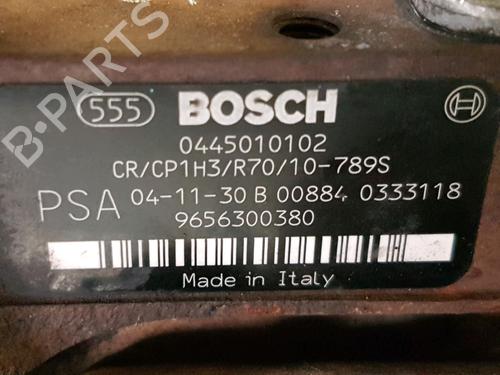 B-PARTS
555 BOSCH
0445010102
CR/CP1H3/R70/10-789S
PSA 04-11-30 B 00884 0333118
9656300380
Made in Italy